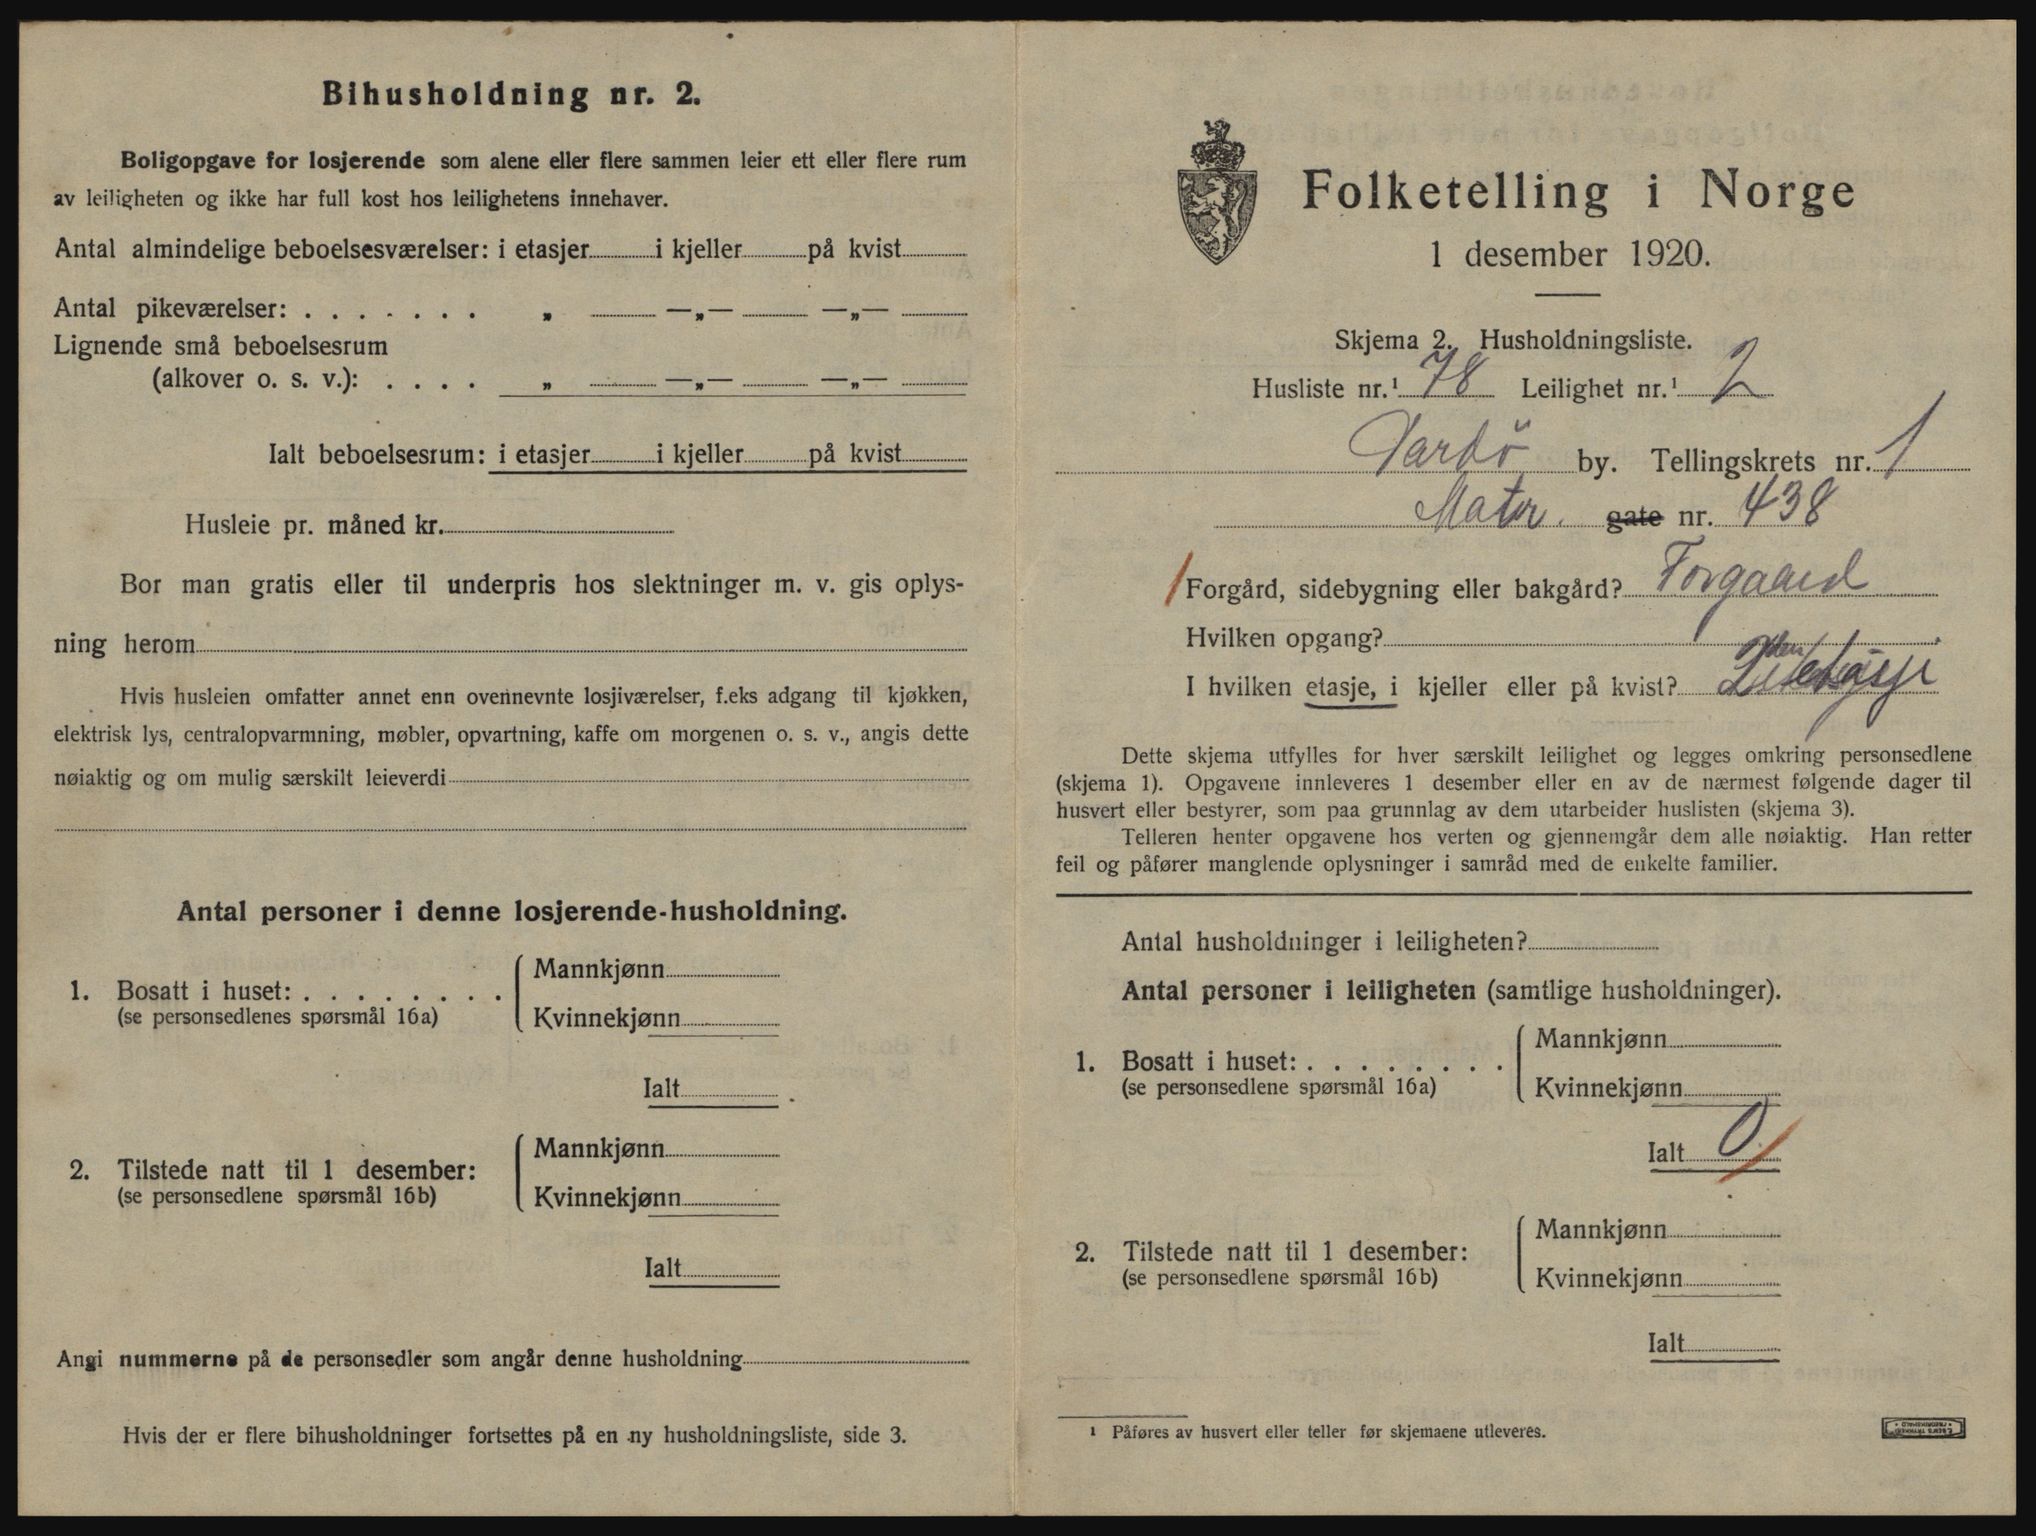 Bihusholdning nr. 2.
Boligopgave for losjerende som alene eller flere sammen leier ett eller flere rum
av leiligheten og ikke har full kost hos leilighetens innehaver.
Antal almindelige beboelsesværelser: i etasjer i kjeller på kvist
Antal pikeværelser: . . . . . . . „ —„— —„—
Lignende små beboelsesrum
(alkover o. s. v.): . . . . „ —„— —„—
Ialt beboelsesrum: i etasjer i kjeller på kvist
Husleie pr. måned kr.
Bor man gratis eller til underpris hos slektninger m. v. gis oplys-
ning herom
Hvis husleien omfatter annet enn ovennevnte losjiværelser, f.eks adgang til kjøkken,
elektrisk lys, centralopvarmning, møbler, opvartning, kaffe om morgenen o. s. v., angis dette
nøiaktig og om mulig særskilt leieverdi
Antal personer i denne losjerende-husholdning.
1. Bosatt i huset: . . . . . . . .
(se personsedlenes spørsmål 16a)
Mannkjønn
Kvinnekjønn
Ialt
2. Tilstede natt til 1 desember:
(se personsedlene spørsmål 16b)
Mannkjønn
Kvinnekjønn
Ialt
Angi nummerne på de personsedler som angår denne husholdning
Hvis der er flere bihusholdninger fortsettes på en ny husholdningsliste, side 3.
Folketelling i Norge
1 desember 1920.
Skjema 2. Husholdningsliste.
Husliste nr.¹ 78 Leilighet nr.¹ 2
Vardö by. Tellingskrets nr. 1
Matr. gate nr. 438
Forgård, sidebygning eller bakgård? Forgaard
Hvilken opgang?
I hvilken etasje, i kjeller eller på kvist?
Dette skjema utfylles for hver særskilt leilighet og legges omkring personsedlene
(skjema 1). Opgavene innleveres 1 desember eller en av de nærmest følgende dager til
husvert eller bestyrer, som paa grunnlag av dem utarbeider huslisten (skjema 3).
Telleren henter opgavene hos verten og gjennemgår dem alle nøiaktig. Han retter
feil og påfører manglende oplysninger i samråd med de enkelte familier.
Antal husholdninger i leiligheten?
Antal personer i leiligheten (samtlige husholdninger).
1. Bosatt i huset: . . . . . . . .
(se personsedlene spørsmål 16a)
Mannkjønn
Kvinnekjønn
Ialt 0
2. Tilstede natt til 1 desember:
(se personsedlene spørsmål 16b)
Mannkjønn
Kvinnekjønn
Ialt
¹ Påføres av husvert eller teller før skjemaene utleveres.